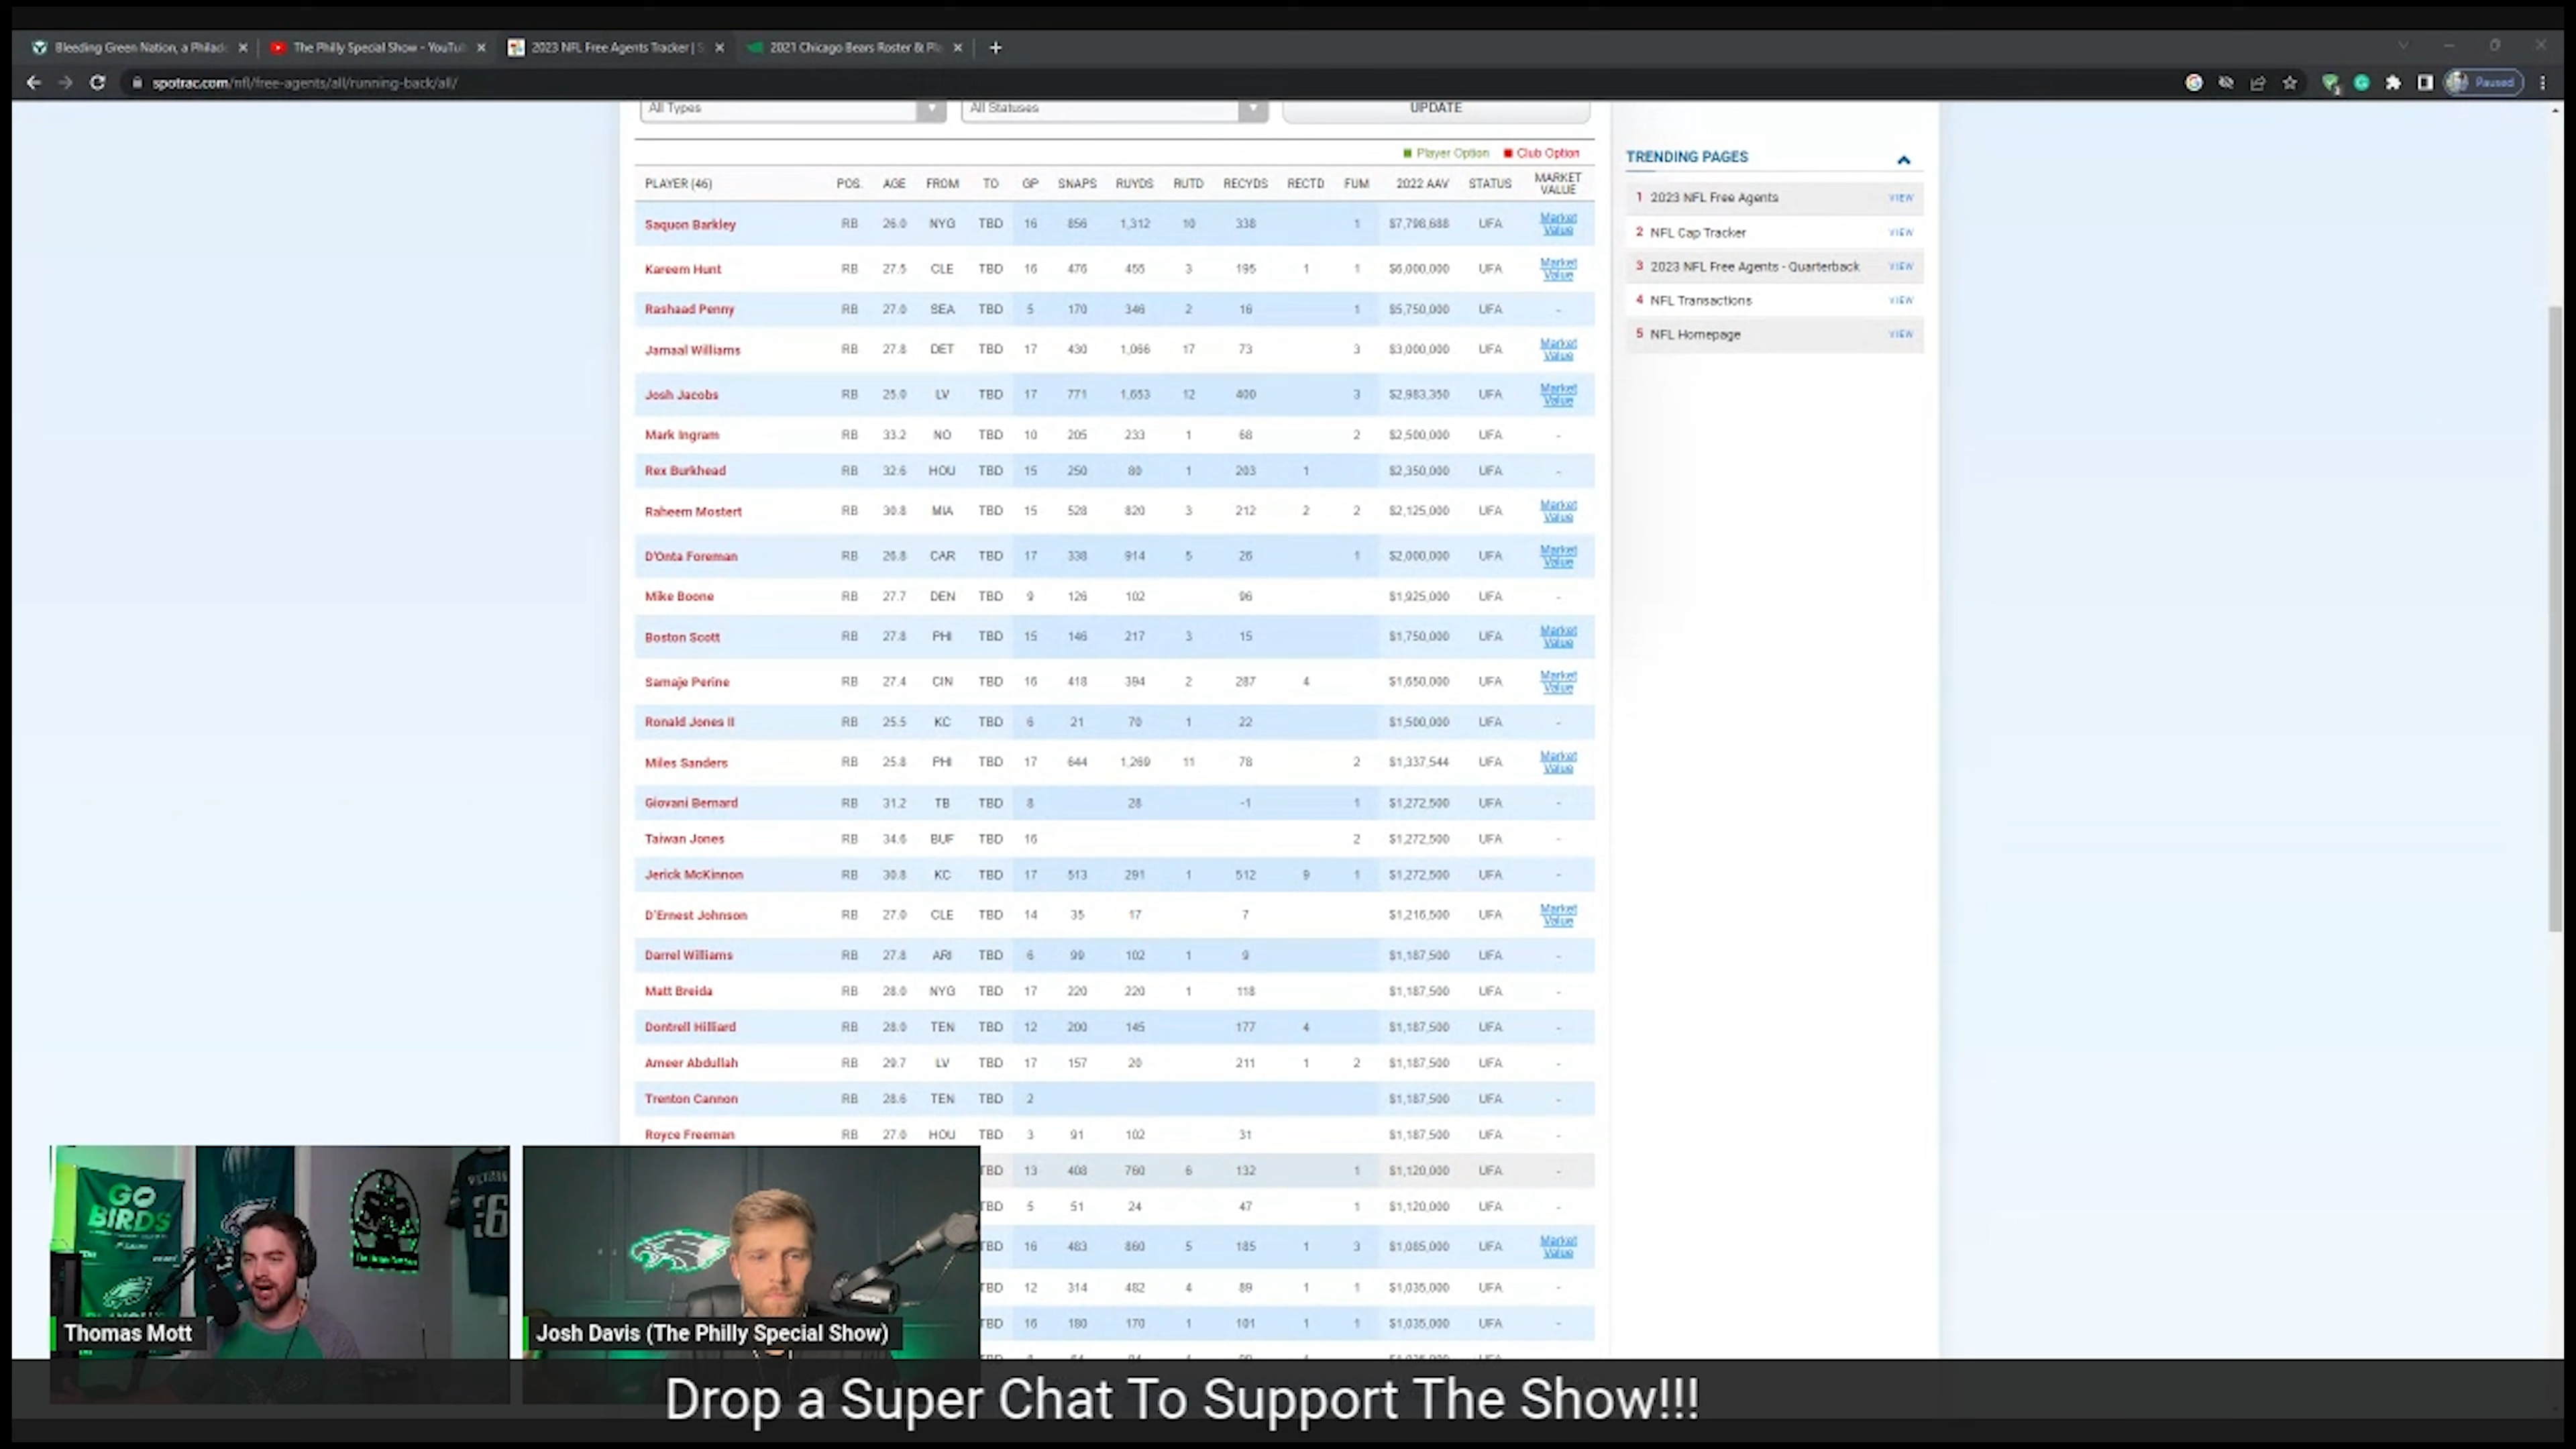 Bleeding Green Nation, a Philad
The Philly Special Show - YouTu
2023 NFL Free Agents Tracker | S
2021 Chicago Bears Roster & Pla
spotrac.com/nfl/free-agents/all/running-back/all/
Paused
All Types
All Statuses
UPDATE
Player Option
Club Option
PLAYER (46) POS. AGE FROM TO GP SNAPS RUYDS RUTD RECYDS RECTD FUM 2022 AAV STATUS MARKET VALUE
Saquon Barkley RB 26.0 NYG TBD 16 856 1,312 10 338 1 $7,798,688 UFA Market Value
Kareem Hunt RB 27.5 CLE TBD 16 476 455 3 195 1 1 $6,000,000 UFA Market Value
Rashaad Penny RB 27.0 SEA TBD 5 170 346 2 16 1 $5,750,000 UFA -
Jamaal Williams RB 27.8 DET TBD 17 430 1,066 17 73 3 $3,000,000 UFA Market Value
Josh Jacobs RB 25.0 LV TBD 17 771 1,653 12 400 3 $2,983,350 UFA Market Value
Mark Ingram RB 33.2 NO TBD 10 205 233 1 68 2 $2,500,000 UFA -
Rex Burkhead RB 32.6 HOU TBD 15 250 80 1 203 1 $2,350,000 UFA -
Raheem Mostert RB 30.8 MIA TBD 15 528 820 3 212 2 2 $2,125,000 UFA Market Value
D'Onta Foreman RB 26.8 CAR TBD 17 338 914 5 26 1 $2,000,000 UFA Market Value
Mike Boone RB 27.7 DEN TBD 9 126 102 96 $1,925,000 UFA -
Boston Scott RB 27.8 PHI TBD 15 146 217 3 15 $1,750,000 UFA Market Value
Samaje Perine RB 27.4 CIN TBD 16 418 394 2 287 4 $1,650,000 UFA Market Value
Ronald Jones II RB 25.5 KC TBD 6 21 70 1 22 $1,500,000 UFA -
Miles Sanders RB 25.8 PHI TBD 17 644 1,269 11 78 2 $1,337,544 UFA Market Value
Giovani Bernard RB 31.2 TB TBD 8 28 -1 1 $1,272,500 UFA -
Taiwan Jones RB 34.6 BUF TBD 16 2 $1,272,500 UFA -
Jerick McKinnon RB 30.8 KC TBD 17 513 291 1 512 9 1 $1,272,500 UFA -
D'Ernest Johnson RB 27.0 CLE TBD 14 35 17 7 $1,216,500 UFA Market Value
Darrel Williams RB 27.8 ARI TBD 6 99 102 1 9 $1,187,500 UFA -
Matt Breida RB 28.0 NYG TBD 17 220 220 1 118 $1,187,500 UFA -
Dontrell Hilliard RB 28.0 TEN TBD 12 200 145 177 4 $1,187,500 UFA -
Ameer Abdullah RB 29.7 LV TBD 17 157 20 211 1 2 $1,187,500 UFA -
Trenton Cannon RB 28.6 TEN TBD 2 $1,187,500 UFA -
Royce Freeman RB 27.0 HOU TBD 3 91 102 31 $1,187,500 UFA -
TBD 13 408 760 6 132 1 $1,120,000 UFA -
TBD 5 51 24 47 1 $1,120,000 UFA -
TBD 16 483 860 5 185 1 3 $1,085,000 UFA Market Value
TBD 12 314 482 4 89 1 1 $1,035,000 UFA -
TBD 16 180 170 1 101 1 1 $1,035,000 UFA -
TRENDING PAGES
1 2023 NFL Free Agents VIEW
2 NFL Cap Tracker VIEW
3 2023 NFL Free Agents - Quarterback VIEW
4 NFL Transactions VIEW
5 NFL Homepage VIEW
GO
BIRDS
36
Thomas Mott
Josh Davis (The Philly Special Show)
Drop a Super Chat To Support The Show!!!